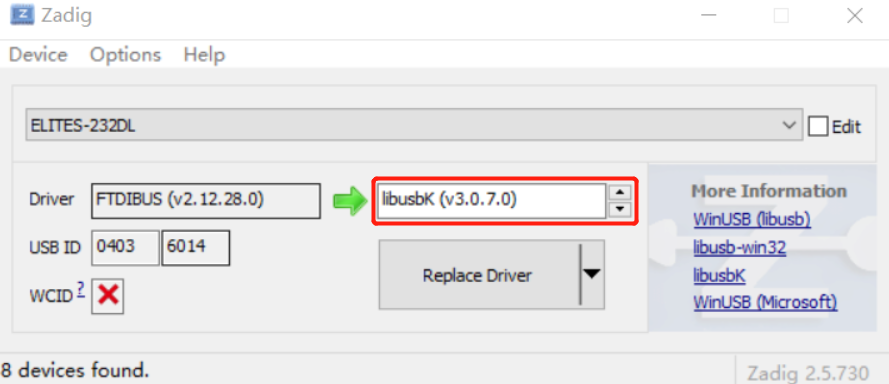 Zadig
Device Options Help
ELITES-232DL
Edit
Driver FTDIBUS (v2.12.28.0) libusbK (v3.0.7.0)
More Information
WinUSB (libusb)
USB ID 0403 6014
libusb-win32
Replace Driver
libusbK
WCID ?
WinUSB (Microsoft)
8 devices found.
Zadig 2.5.730